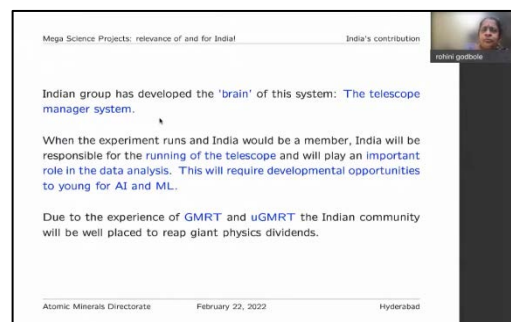 Mega Science Projects: relevance of and for India! India's contribution
rohini godbole
Indian group has developed the 'brain' of this system: The telescope
manager system.
When the experiment runs and India would be a member, India will be
responsible for the running of the telescope and will play an important
role in the data analysis. This will require developmental opportunities
to young for AI and ML.
Due to the experience of GMRT and uGMRT the Indian community
will be well placed to reap giant physics dividends.
Atomic Minerals Directorate February 22, 2022 Hyderabad